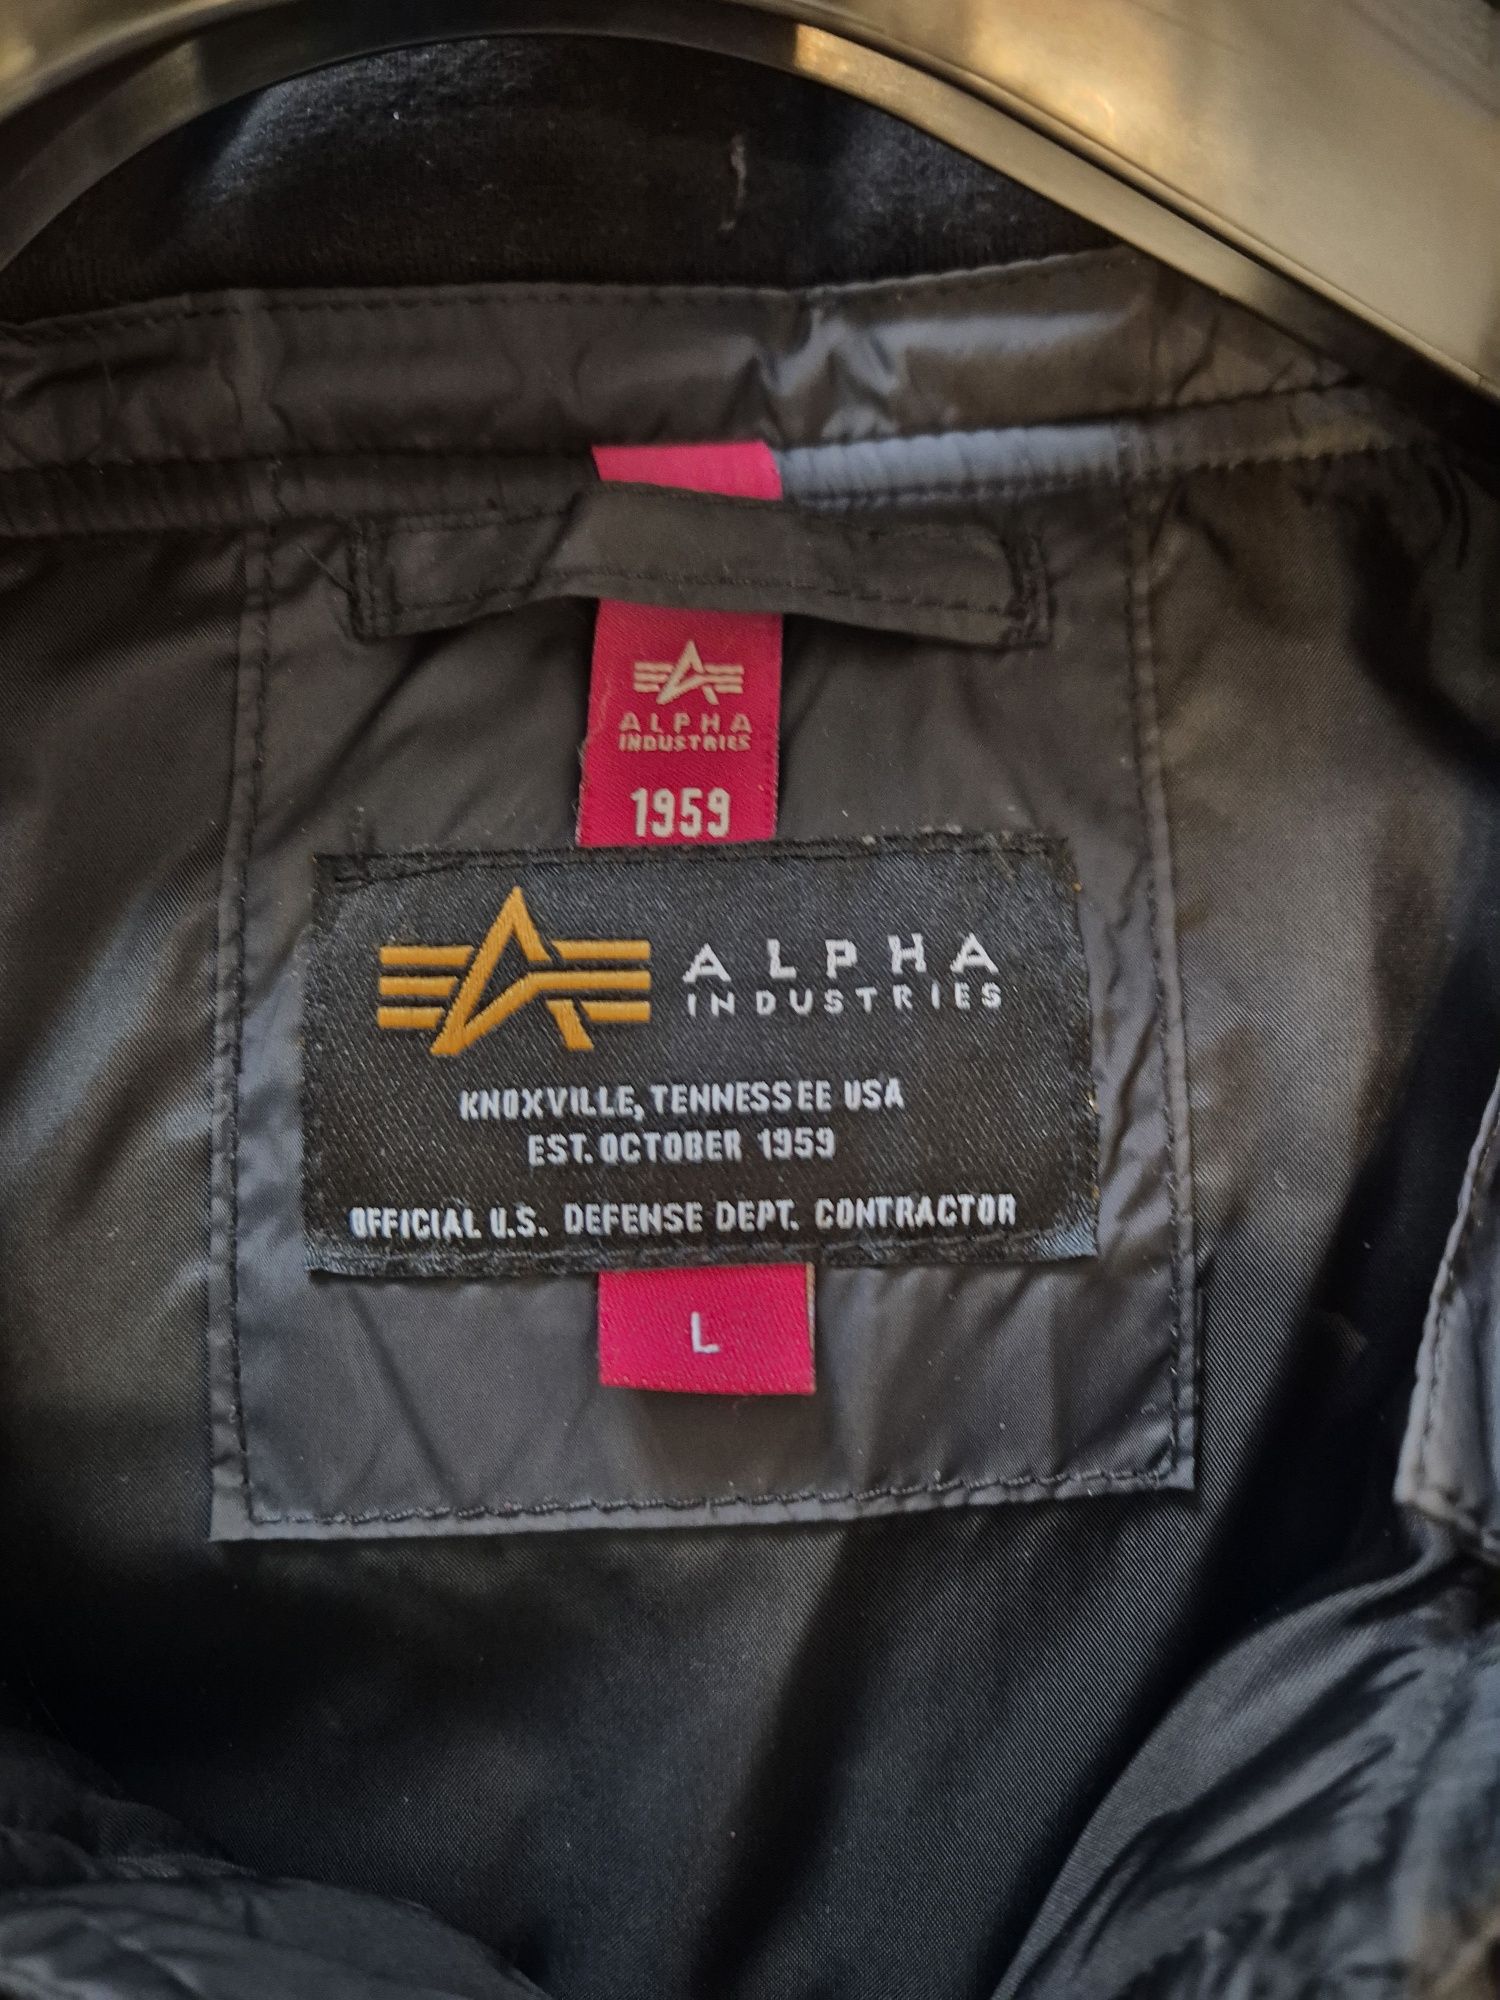 ALPHA
INDUSTRIES
1959
ALPHA
INDUSTRIES
KNOXVILLE, TENNESSEE USA
EST. OCTOBER 1959
OFFICIAL U.S. DEFENSE DEPT. CONTRACTOR
L